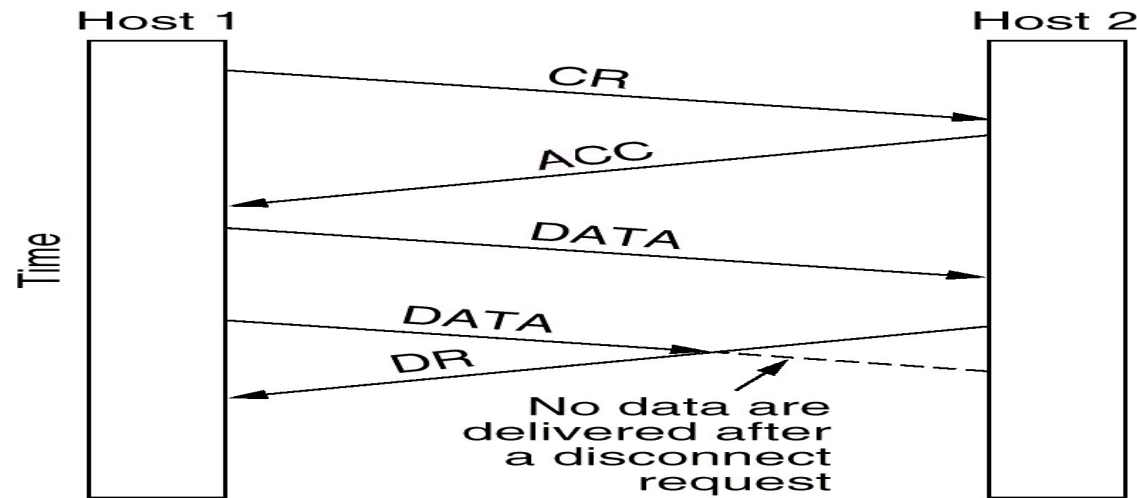 Host 1
Host 2
CR
ACC
DATA
Time
DATA
DR
No data are
delivered after
a disconnect
request